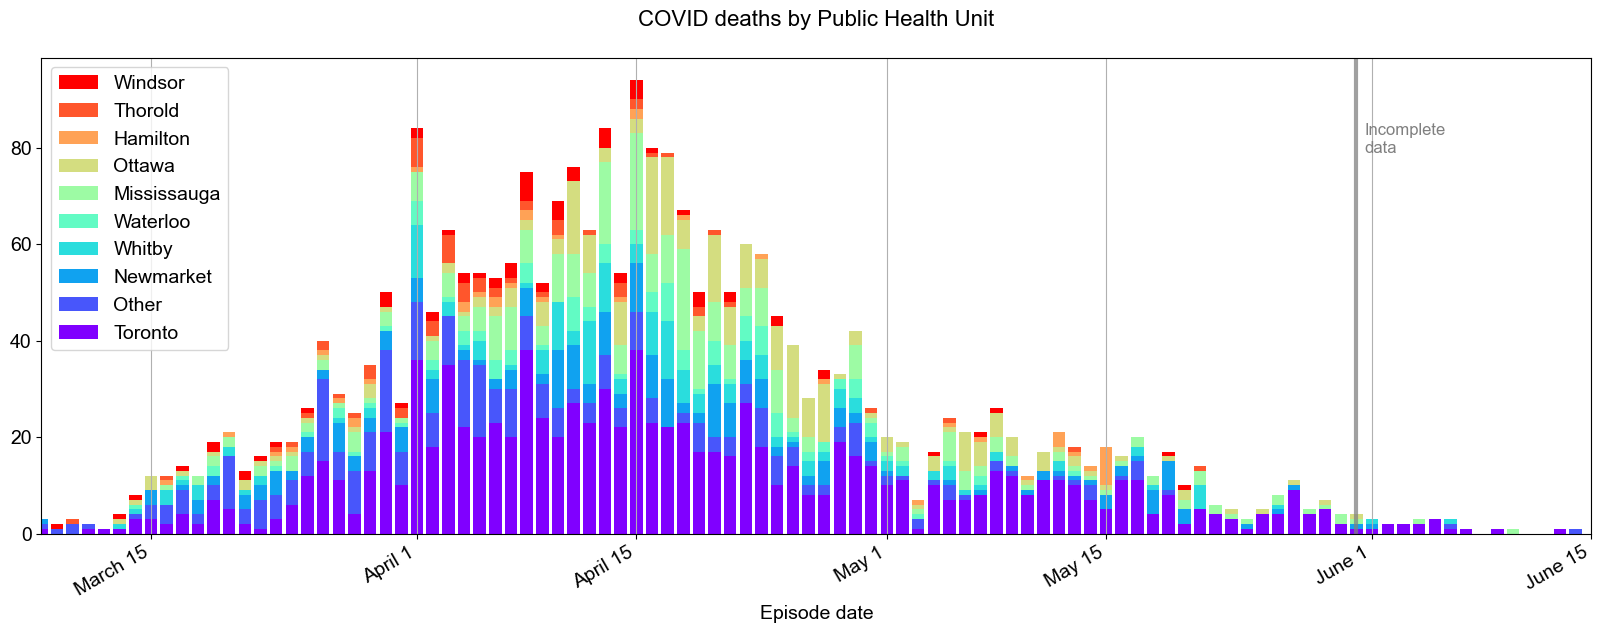 COVID deaths by Public Health Unit
Windsor
Thorold
Hamilton
Ottawa
Mississauga
Waterloo
Whitby
Newmarket
Other
Toronto
Incomplete
data
80
60
40
20
0
March 15
April 1
April 15
May 1
May 15
June 1
June 15
Episode date